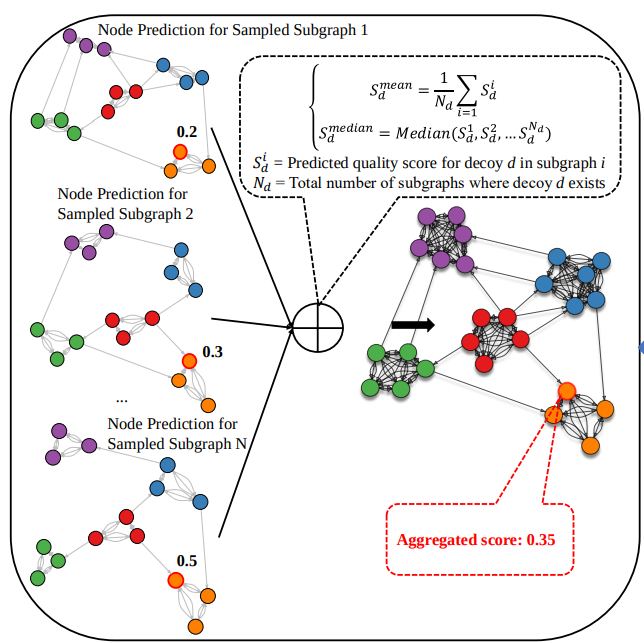 Node Prediction for Sampled Subgraph 1
0.2
Node Prediction for
Sampled Subgraph 2
0.3
...
Node Prediction for
Sampled Subgraph N
0.5
S_d^{mean} = \frac{1}{N_d} \sum_{i=1} S_d^i
S_d^{median} = Median(S_d^1, S_d^2, ... S_d^{N_d})
S_d^i = Predicted quality score for decoy d in subgraph i
N_d = Total number of subgraphs where decoy d exists
Aggregated score: 0.35